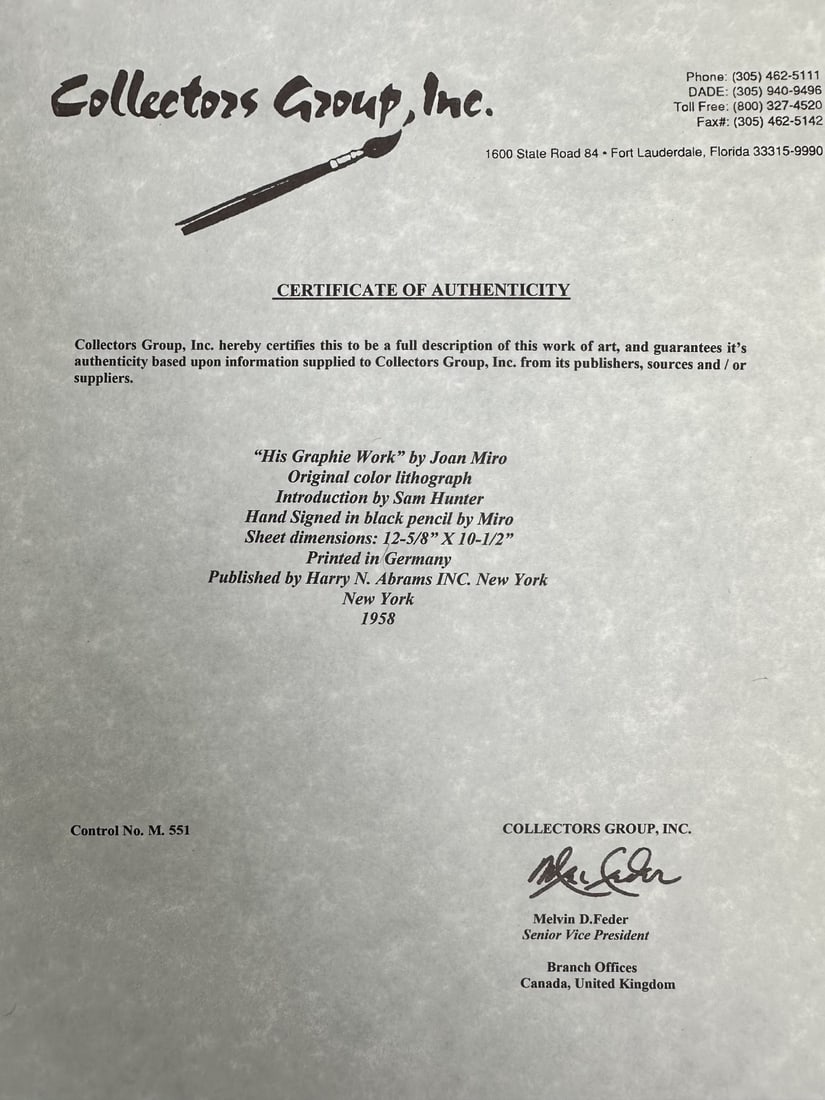 Collectors Group, Inc.
Phone: (305) 462-5111
DADE: (305) 940-9496
Toll Free: (800) 327-4520
Fax#: (305) 462-5142
1600 State Road 84 • Fort Lauderdale, Florida 33315-9990
CERTIFICATE OF AUTHENTICITY
Collectors Group, Inc. hereby certifies this to be a full description of this work of art, and guarantees it's
authenticity based upon information supplied to Collectors Group, Inc. from its publishers, sources and / or
suppliers.
“His Graphie Work” by Joan Miro
Original color lithograph
Introduction by Sam Hunter
Hand Signed in black pencil by Miro
Sheet dimensions: 12-5/8” X 10-1/2”
Printed in Germany
Published by Harry N. Abrams INC. New York
New York
1958
Control No. M. 551
COLLECTORS GROUP, INC.
Melvin D.Feder
Senior Vice President
Branch Offices
Canada, United Kingdom